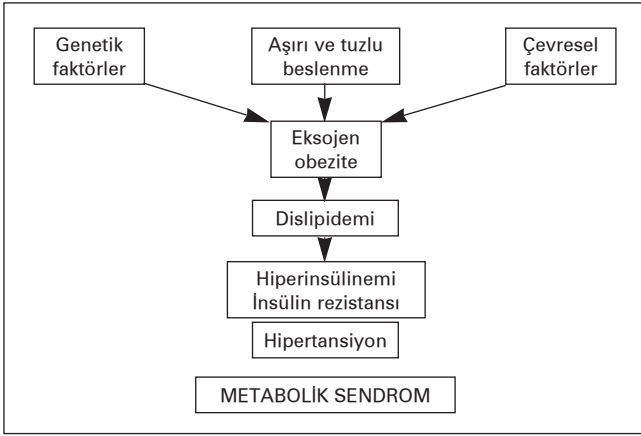 Genetik
faktörler
Aşırı ve tuzlu
beslenme
Çevresel
faktörler
Eksojen
obezite
Dislipidemi
Hiperinsülinemi
İnsülin rezistansı
Hipertansiyon
METABOLİK SENDROM